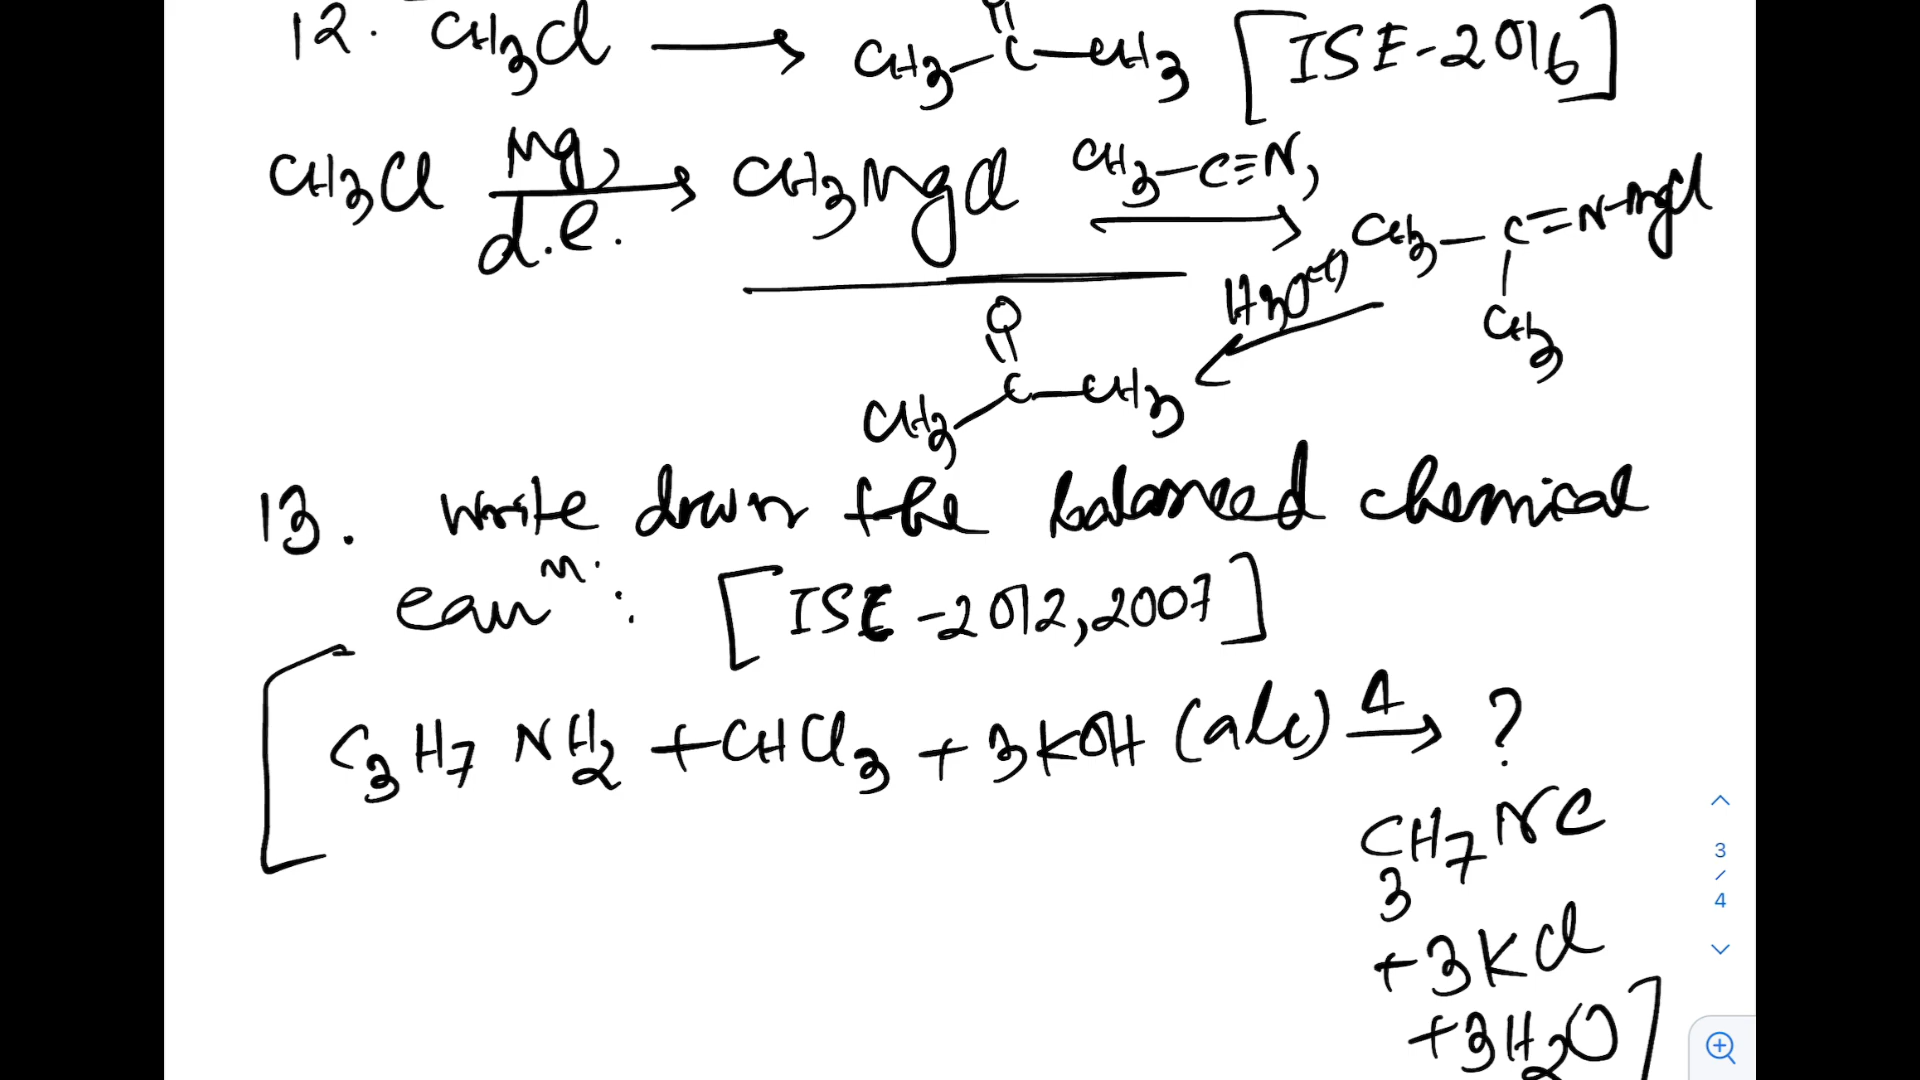 12. CH3Cl ⟶ CH3-C-CH3 [ISE-2016]
CH3Cl Mg, d.e. ⟶ CH3MgCl CH3-C≡N, ⟶ CH3-C=N-MgCl
CH3
H3O(+)
O
CH3-C-CH3
13. Write down the balanced chemical
eqnⁿ: [ISE-2012, 2007]
[C3H7NH2 + CHCl3 + 3KOH (alc) Δ⟶ ?
C3H7NC
+3KCl
+3H2O]
3
/
4